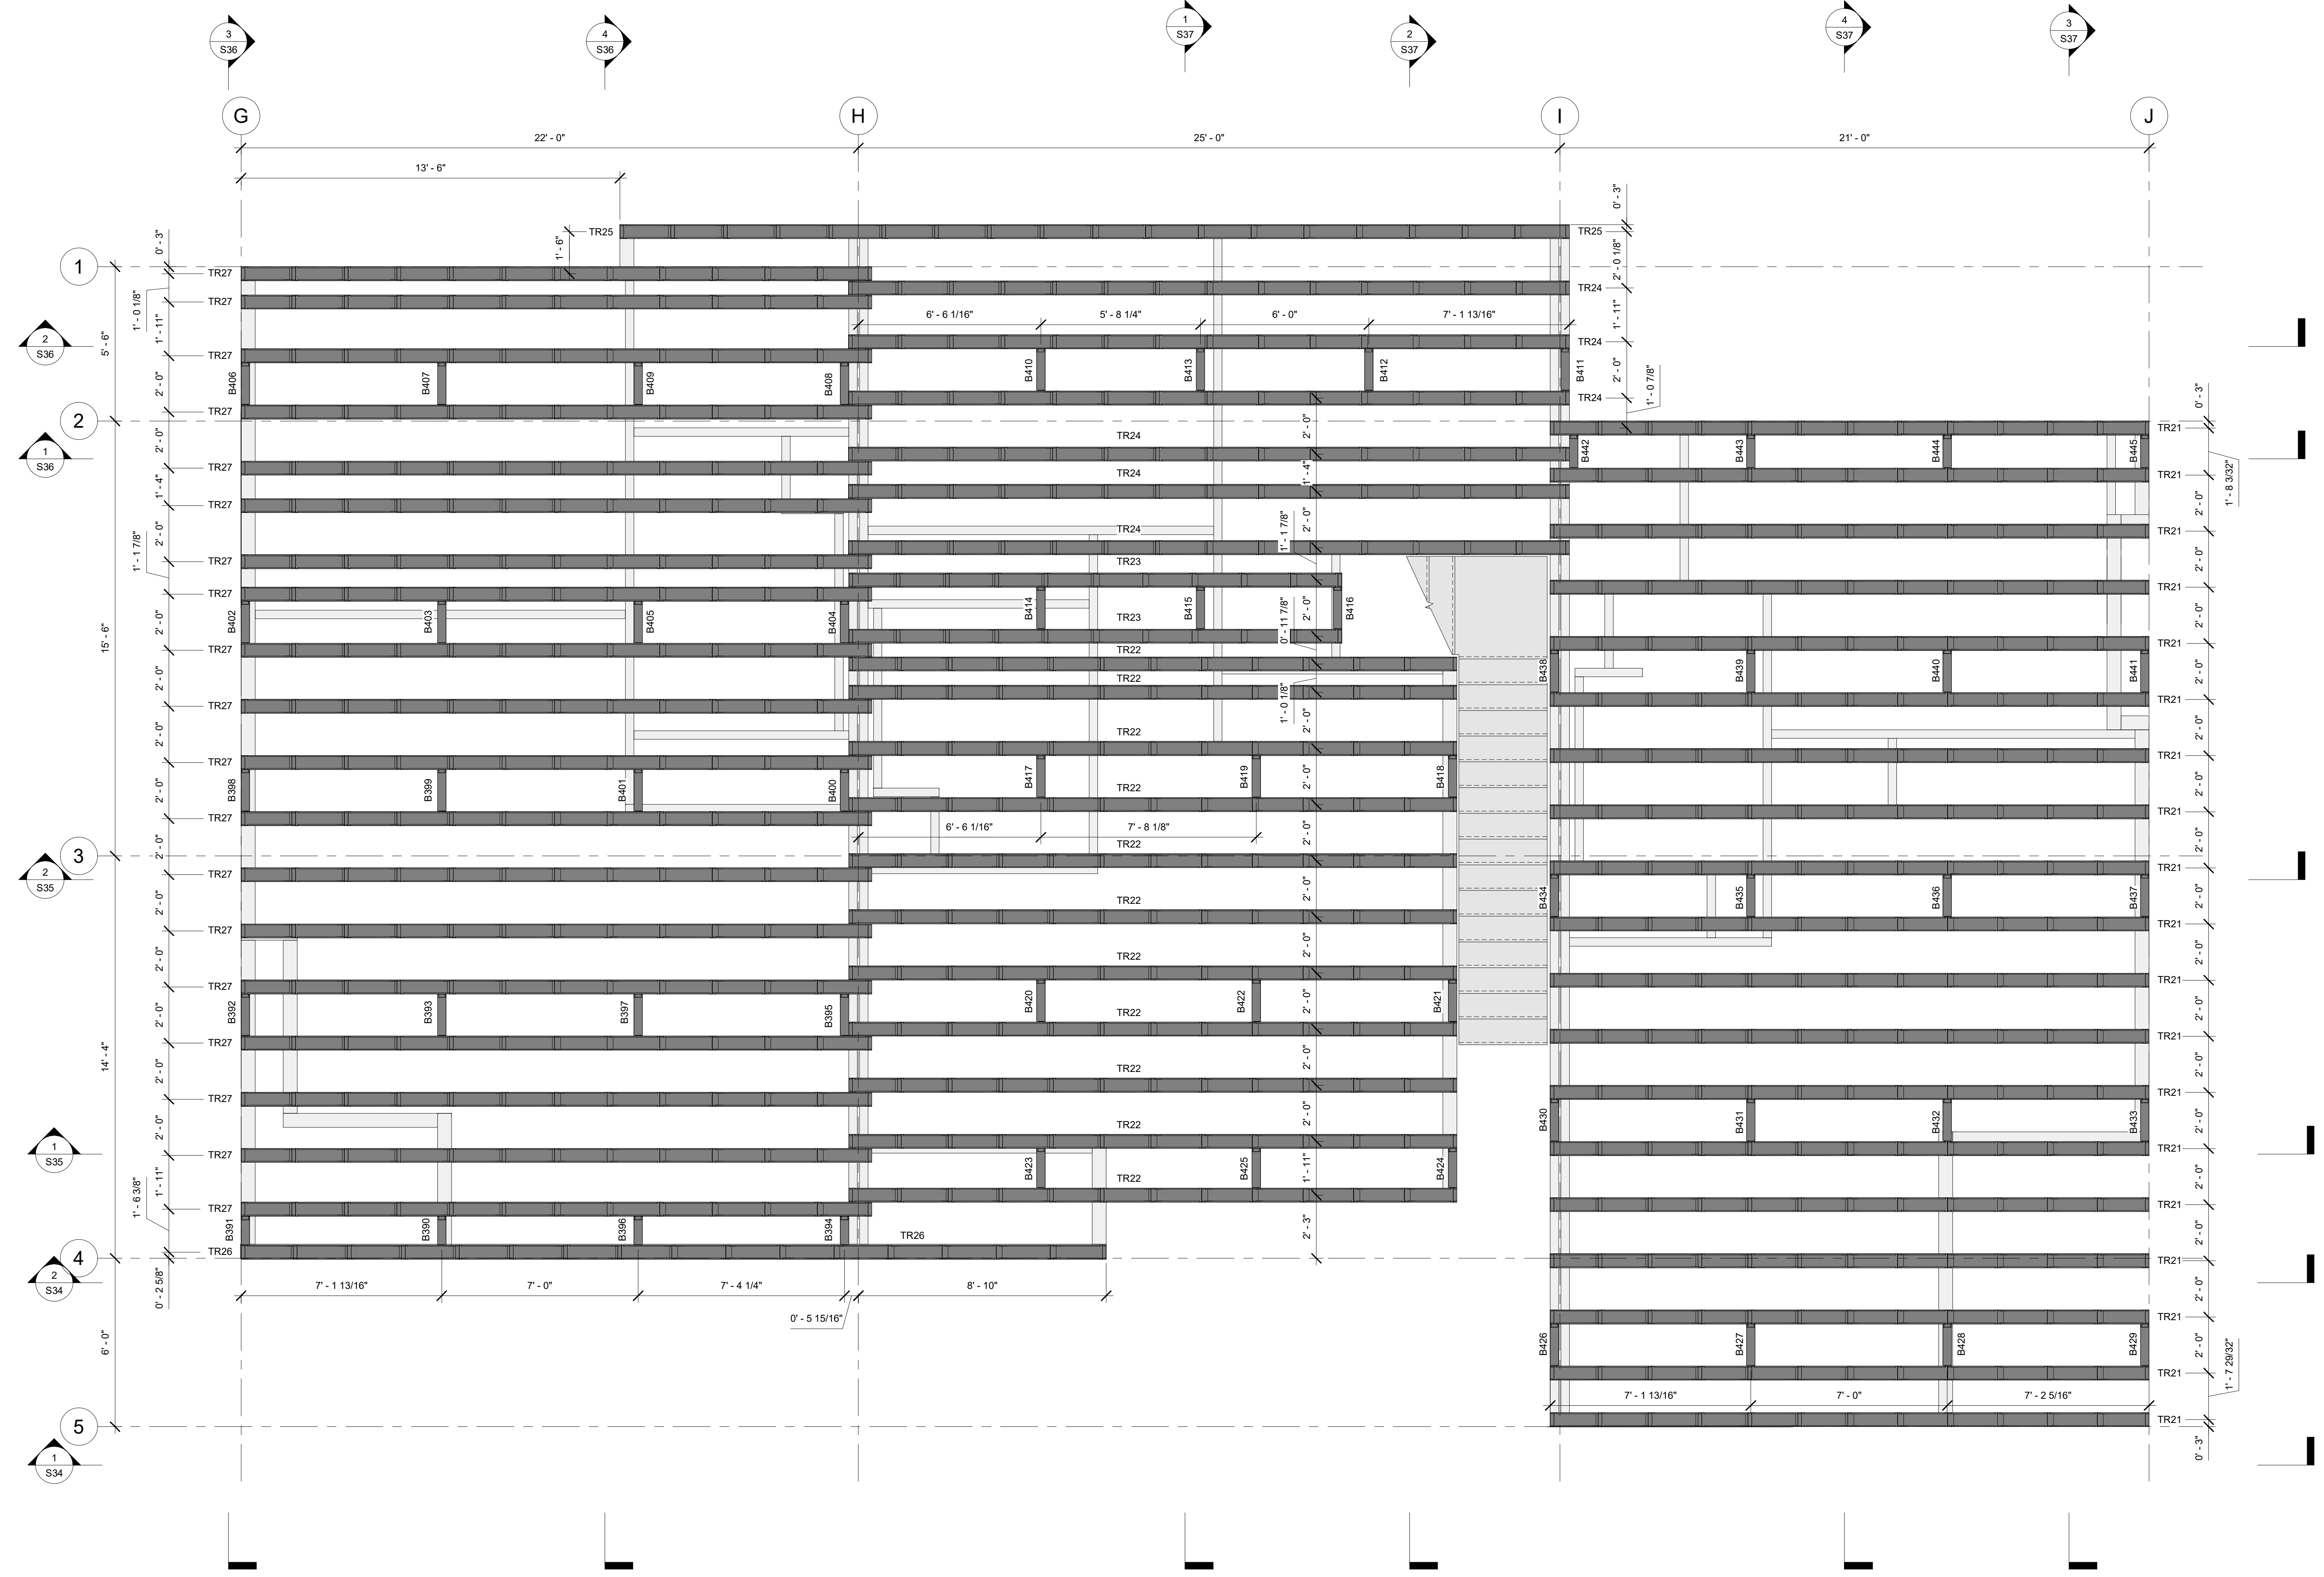 3
S36
4
S36
1
S37
2
S37
4
S37
3
S37
G
H
I
J
22' - 0"
25' - 0"
21' - 0"
13' - 6"
0' - 3"
1' - 6"
TR25
TR25
0' - 3"
1
TR27
2' - 0 1/8"
1' - 0 1/8"
TR27
TR24
1' - 11"
6' - 6 1/16"
5' - 8 1/4"
6' - 0"
7' - 1 13/16"
1' - 11"
2
S36
5' - 6"
TR27
TR24
2' - 0"
B406
B407
B409
B408
B410
B413
B412
B411
2' - 0"
1' - 0 7/8"
TR27
TR24
0' - 3"
2
2' - 0"
TR24
2' - 0"
TR21
1
S36
B442
B443
B444
B445
TR27
TR24
TR21
1' - 8 3/32"
1' - 4"
1' - 4"
TR27
2' - 0"
2' - 0"
TR24
1' - 1 7/8"
2' - 0"
TR21
1' - 1 7/8"
TR27
TR23
2' - 0"
TR27
TR21
B402
B403
B405
B404
B414
B415
B416
2' - 0"
TR23
2' - 0"
0' - 11 7/8"
2' - 0"
15' - 6"
TR27
TR22
TR21
2' - 0"
TR22
B438
B439
B440
B441
2' - 0"
TR27
1' - 0 1/8"
TR21
2' - 0"
TR22
2' - 0"
2' - 0"
TR27
TR21
B398
B399
B401
B400
B417
B419
B418
2' - 0"
TR22
2' - 0"
2' - 0"
TR27
TR21
6' - 6 1/16"
7' - 8 1/8"
3
2' - 0"
TR22
2' - 0"
2' - 0"
2
S35
TR27
TR21
B434
B435
B436
B437
2' - 0"
TR22
2' - 0"
2' - 0"
TR27
TR21
2' - 0"
TR22
2' - 0"
2' - 0"
TR27
TR21
B392
B393
B397
B395
B420
B422
B421
2' - 0"
TR22
2' - 0"
2' - 0"
TR27
TR21
14' - 4"
2' - 0"
TR22
2' - 0"
2' - 0"
TR27
TR21
B430
B431
B432
B433
2' - 0"
TR22
2' - 0"
2' - 0"
1
S35
TR27
TR21
1' - 6 3/8"
1' - 11"
B423
B425
B424
TR22
1' - 11"
2' - 0"
TR27
TR21
B391
B390
B396
B394
TR26
2' - 3"
2' - 0"
4
TR26
TR21
2
S34
0' - 2 5/8"
7' - 1 13/16"
7' - 0"
7' - 4 1/4"
8' - 10"
2' - 0"
0' - 5 15/16"
TR21
6' - 0"
B426
B427
B428
B429
2' - 0"
1' - 7 29/32"
TR21
7' - 1 13/16"
7' - 0"
7' - 2 5/16"
5
TR21
0' - 3"
1
S34